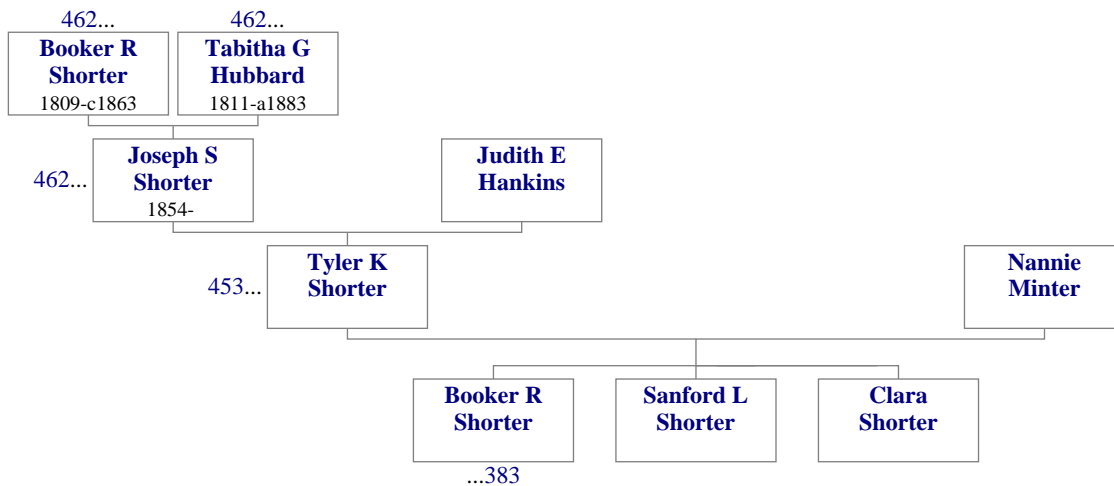 462...
462...
Booker R
Shorter
1809-c1863
Tabitha G
Hubbard
1811-a1883
462...
Joseph S
Shorter
1854-
Judith E
Hankins
453...
Tyler K
Shorter
Nannie
Minter
Booker R
Shorter
Sanford L
Shorter
Clara
Shorter
...383